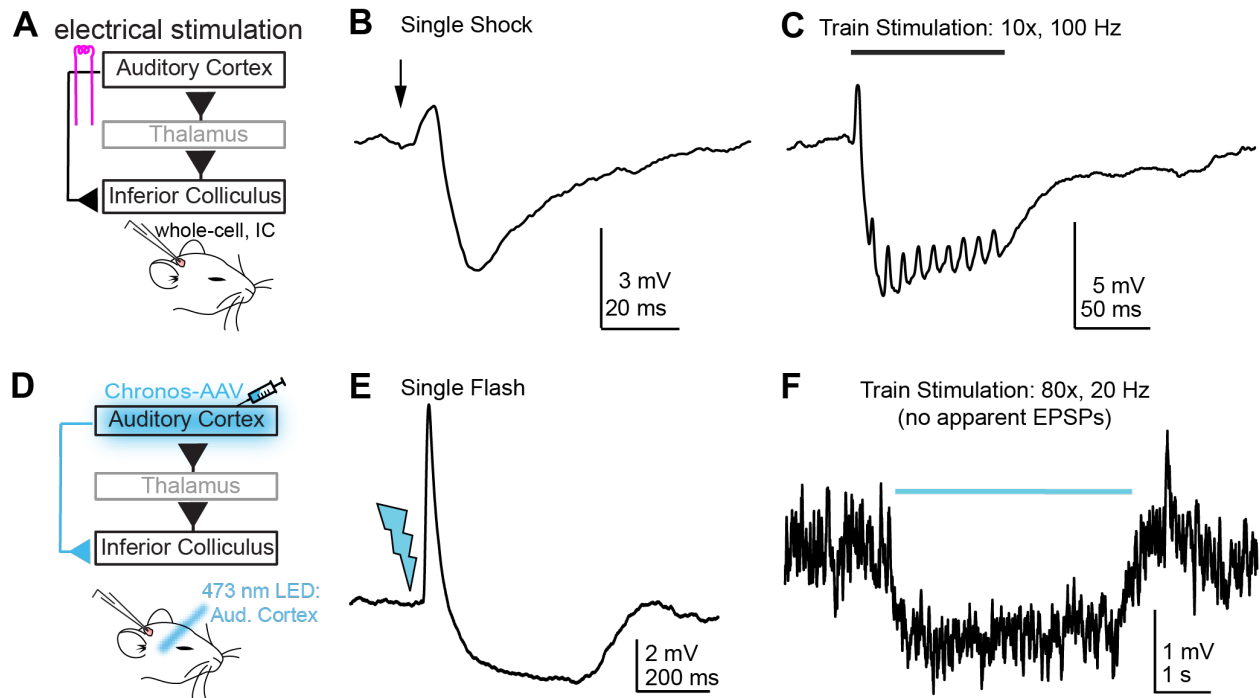 A
electrical stimulation
Auditory Cortex
Thalamus
Inferior Colliculus
whole-cell, IC
B
Single Shock
3 mV
20 ms
C
Train Stimulation: 10x, 100 Hz
5 mV
50 ms
D
Chronos-AAV
Auditory Cortex
Thalamus
Inferior Colliculus
473 nm LED:
Aud. Cortex
E
Single Flash
2 mV
200 ms
F
Train Stimulation: 80x, 20 Hz
(no apparent EPSPs)
1 mV
1 s